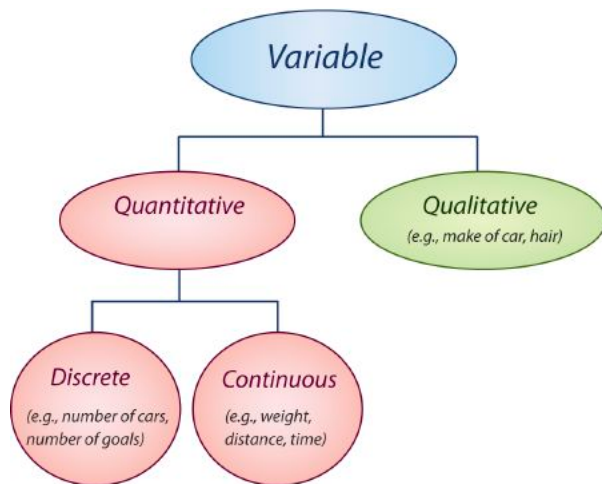 Variable
Quantitative
Qualitative
(e.g., make of car, hair)
Discrete
(e.g., number of cars,
number of goals)
Continuous
(e.g., weight,
distance, time)